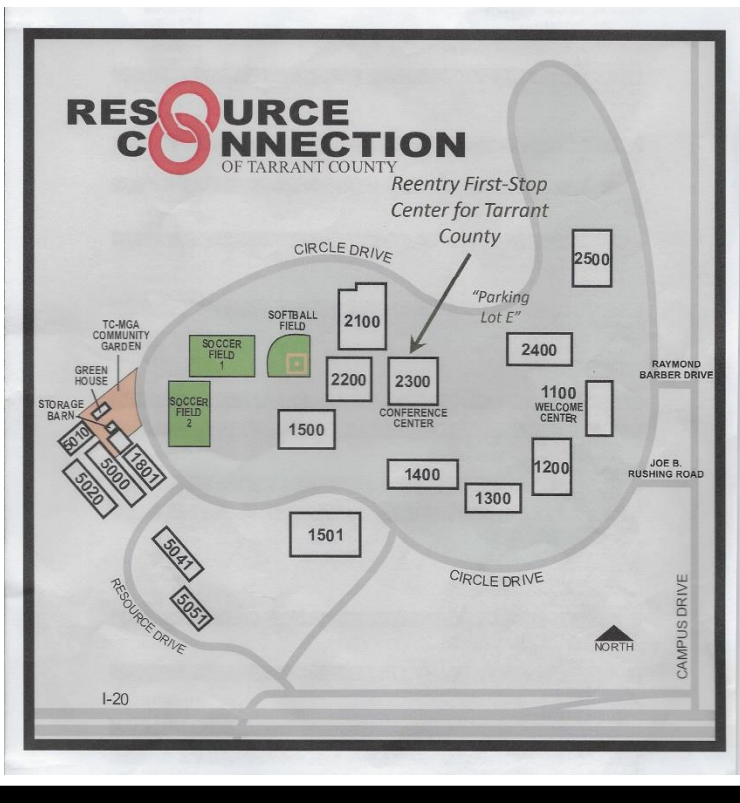 RESOURCE
CONNECTION
OF TARRANT COUNTY
Reentry First-Stop
Center for Tarrant
County
CIRCLE DRIVE
2500
"Parking
Lot E"
SOFTBALL
FIELD
2100
TC-MGA
COMMUNITY
GARDEN
SOCCER
FIELD
1
2400
GREEN
HOUSE
2200
2300
RAYMOND
BARBER DRIVE
STORAGE
BARN
SOCCER
FIELD
2
CONFERENCE
CENTER
1100
WELCOME
CENTER
5010
1500
5000
1801
5020
1400
1200
JOE B.
RUSHING ROAD
1300
1501
5041
CIRCLE DRIVE
5051
RESOURCE DRIVE
CAMPUS DRIVE
NORTH
I-20